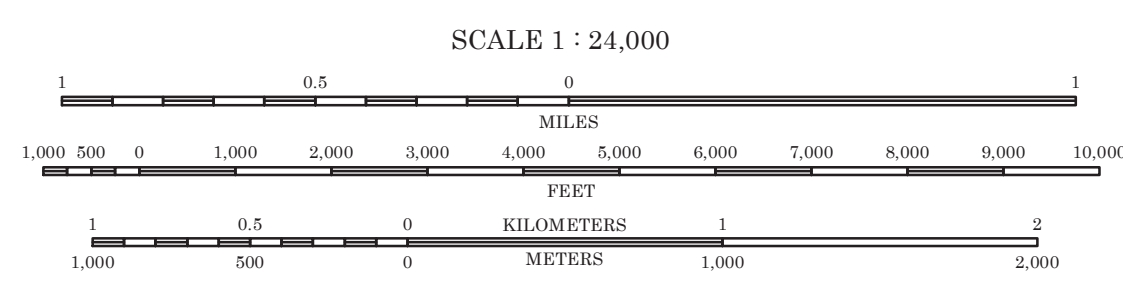 SCALE 1 : 24,000
1 0.5 0 1
MILES
1,000 500 0 1,000 2,000 3,000 4,000 5,000 6,000 7,000 8,000 9,000 10,000
FEET
1 0.5 0 KILOMETERS 1 2
1,000 500 0 METERS 1,000 2,000